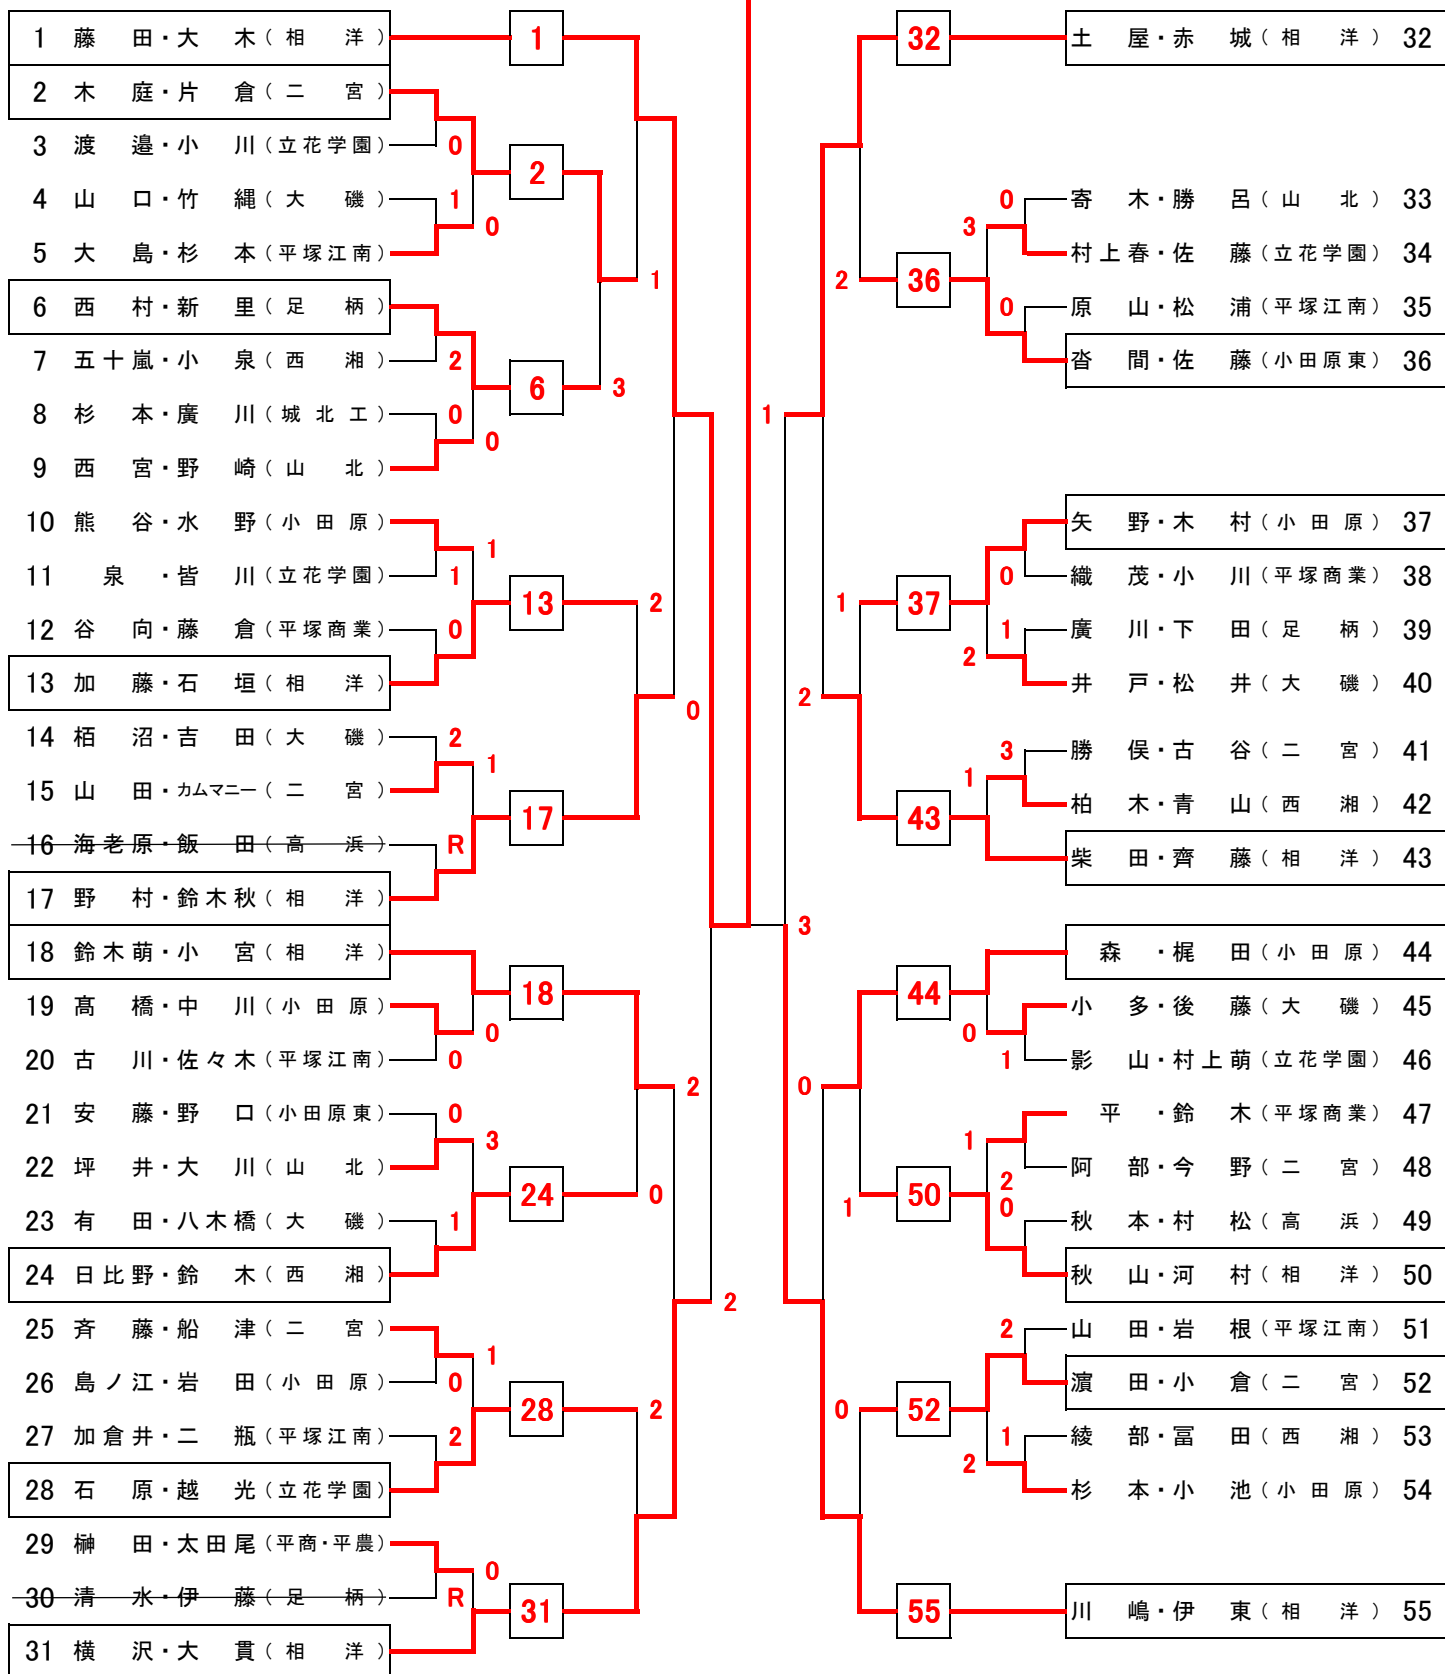 1 藤田・大木（相洋）
2 木庭・片倉（二宮）
3 渡邉・小川（立花学園）
4 山口・竹縄（大磯）
5 大島・杉本（平塚江南）
6 西村・新里（足柄）
7 五十嵐・小泉（西湘）
8 杉本・廣川（城北工）
9 西宮・野崎（山北）
10 熊谷・水野（小田原）
11 泉・皆川（立花学園）
12 谷向・藤倉（平塚商業）
13 加藤・石垣（相洋）
14 栢沼・吉田（大磯）
15 山田・カムマニー（二宮）
16 海老原・飯田（高浜）
17 野村・鈴木秋（相洋）
18 鈴木萌・小宮（相洋）
19 髙橋・中川（小田原）
20 古川・佐々木（平塚江南）
21 安藤・野口（小田原東）
22 坪井・大川（山北）
23 有田・八木橋（大磯）
24 日比野・鈴木（西湘）
25 斉藤・船津（二宮）
26 島ノ江・岩田（小田原）
27 加倉井・二瓶（平塚江南）
28 石原・越光（立花学園）
29 榊田・太田尾（平商・平農）
30 清水・伊藤（足柄）
31 横沢・大貫（相洋）
0
1
0
2
0
0
1
1
0
2
1
R
0
0
0
3
1
1
0
2
0
R
1
2
6
13
17
18
24
28
31
1
3
2
0
2
0
2
2
1
3
2
1
2
0
1
0
32
36
37
43
44
50
52
55
0
3
0
0
1
2
3
1
0
1
1
2
0
2
1
2
土屋・赤城（相洋） 32
寄木・勝呂（山北） 33
村上春・佐藤（立花学園） 34
原山・松浦（平塚江南） 35
沓間・佐藤（小田原東） 36
矢野・木村（小田原） 37
織茂・小川（平塚商業） 38
廣川・下田（足柄） 39
井戸・松井（大磯） 40
勝俣・古谷（二宮） 41
柏木・青山（西湘） 42
柴田・齊藤（相洋） 43
森・梶田（小田原） 44
小多・後藤（大磯） 45
影山・村上萌（立花学園） 46
平・鈴木（平塚商業） 47
阿部・今野（二宮） 48
秋本・村松（高浜） 49
秋山・河村（相洋） 50
山田・岩根（平塚江南） 51
濵田・小倉（二宮） 52
綾部・冨田（西湘） 53
杉本・小池（小田原） 54
川嶋・伊東（相洋） 55